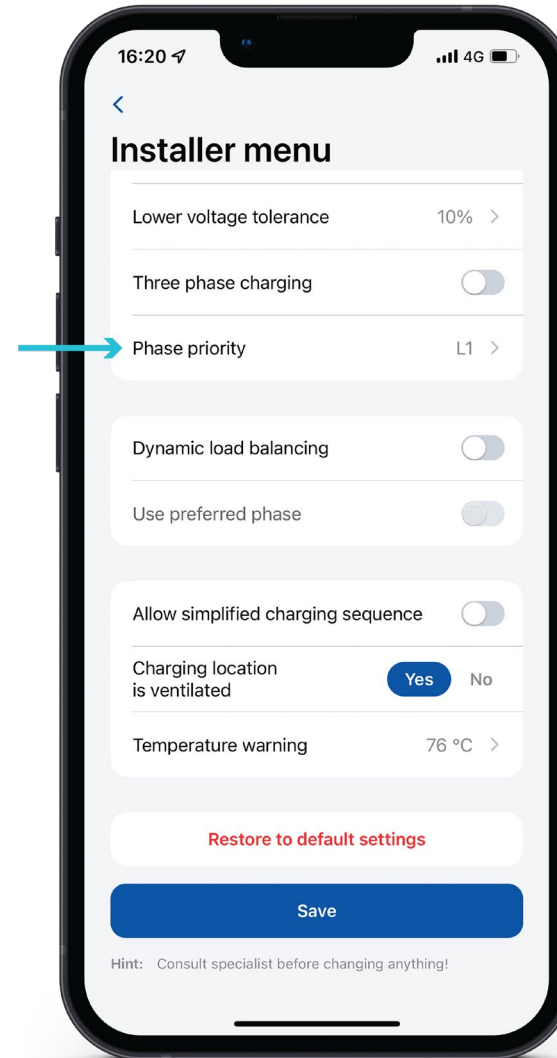 16:20
4G
Installer menu
Lower voltage tolerance 10%
Three phase charging
Phase priority L1
Dynamic load balancing
Use preferred phase
Allow simplified charging sequence
Charging location
is ventilated
Yes No
Temperature warning 76 °C
Restore to default settings
Save
Hint: Consult specialist before changing anything!